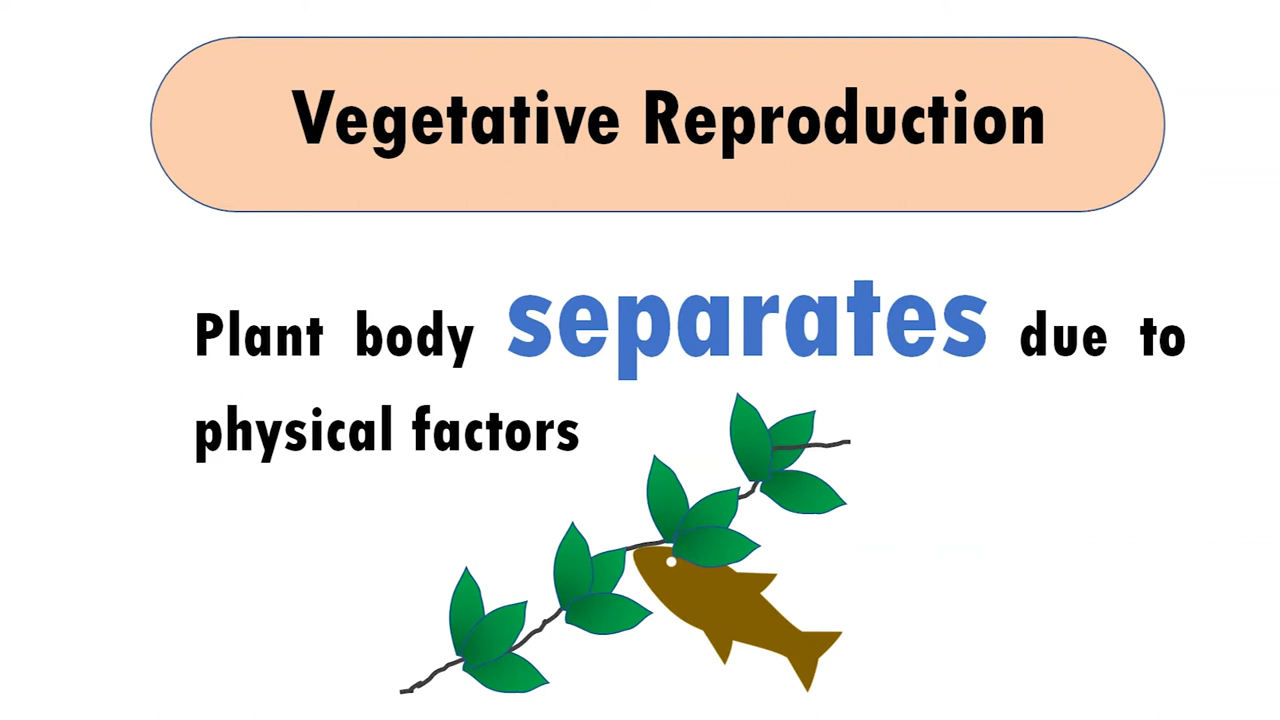 Vegetative Reproduction
Plant body separates due to
physical factors